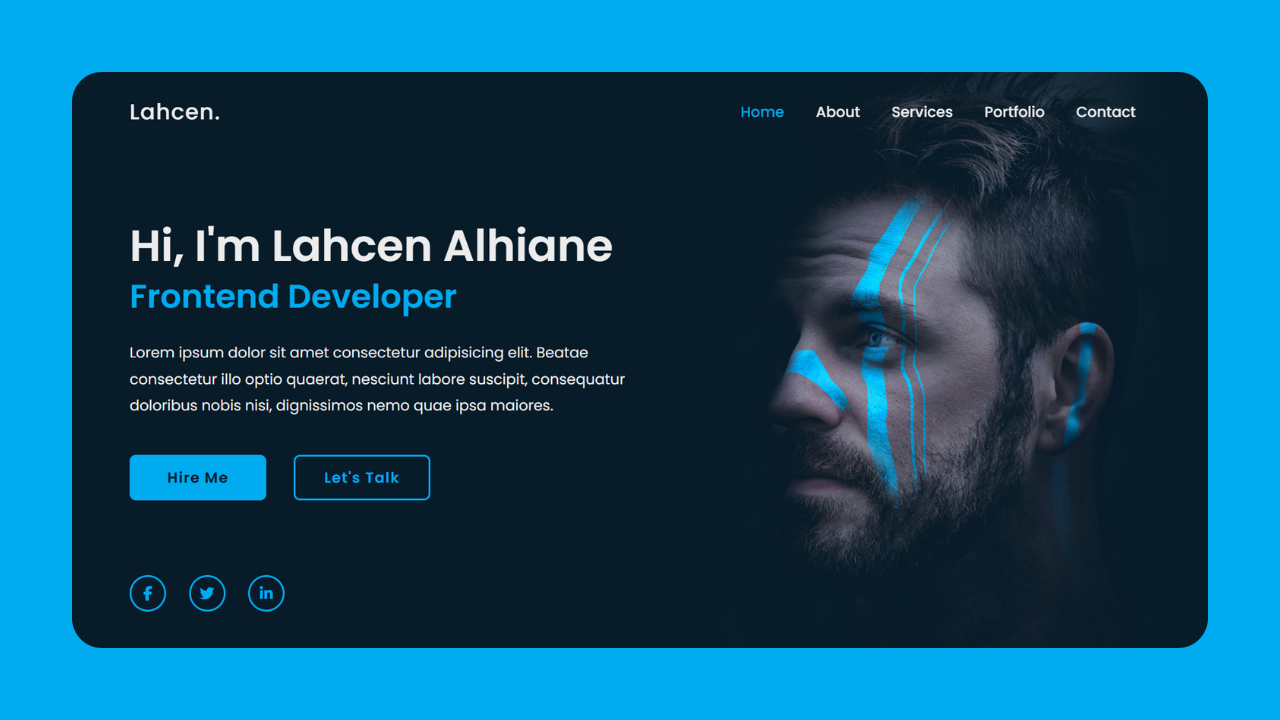 Lahcen.
Home About Services Portfolio Contact
Hi, I'm Lahcen Alhiane
Frontend Developer
Lorem ipsum dolor sit amet consectetur adipisicing elit. Beatae
consectetur illo optio quaerat, nesciunt labore suscipit, consequatur
doloribus nobis nisi, dignissimos nemo quae ipsa maiores.
Hire Me
Let's Talk